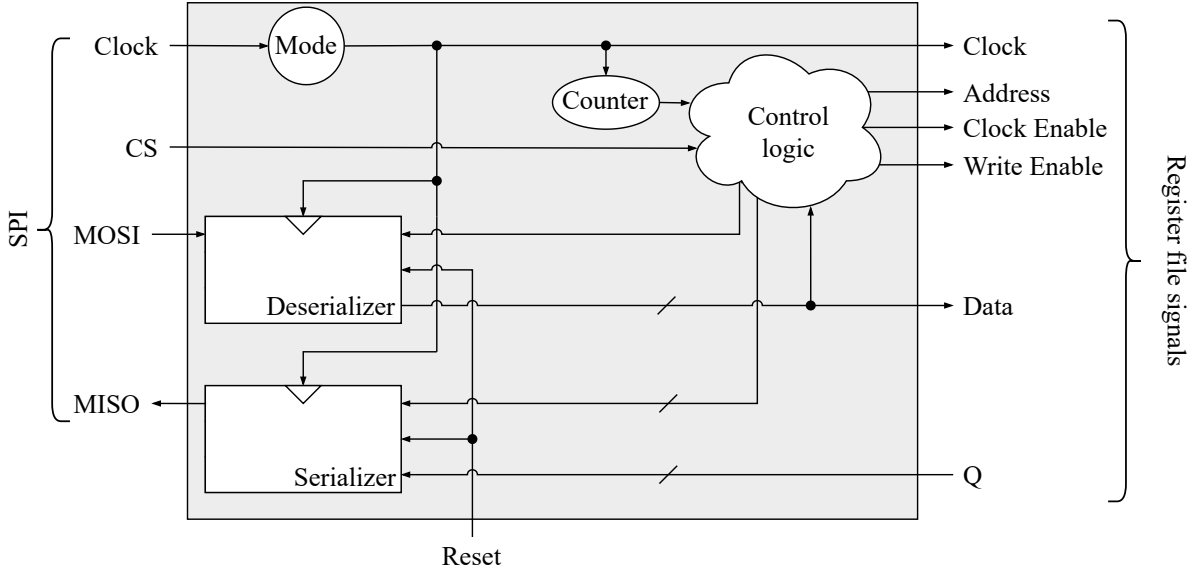 Clock
Mode
Clock
Counter
Address
Control
logic
Clock Enable
CS
Write Enable
SPI
MOSI
Register file signals
Deserializer
Data
MISO
Serializer
Q
Reset